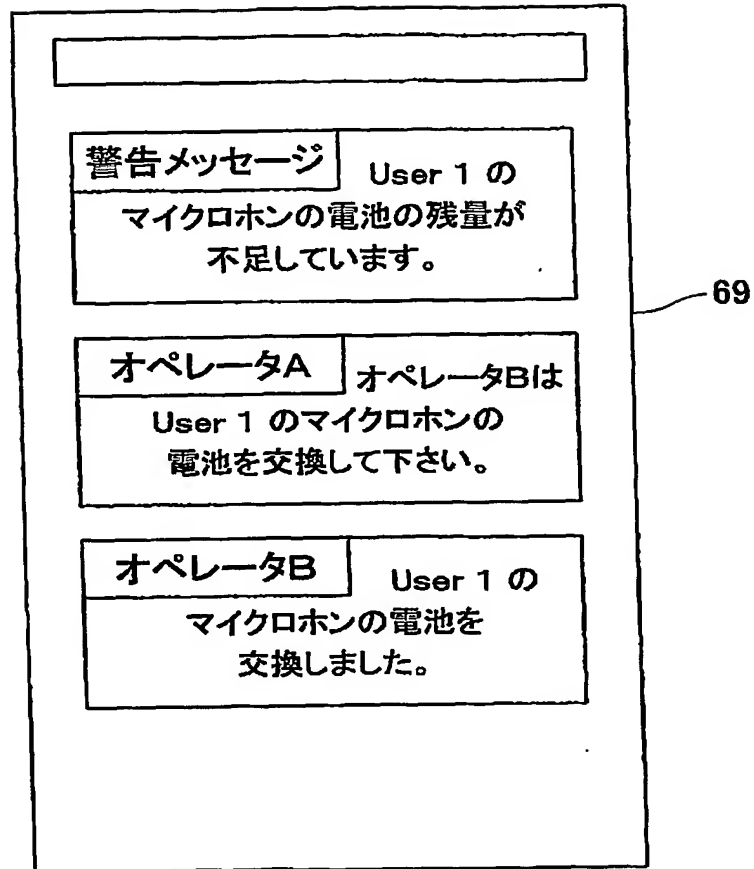 警告メッセージ User 1 の
マイクロホンの電池の残量が
不足しています。
69
オペレータA オペレータBは
User 1 のマイクロホンの
電池を交換して下さい。
オペレータB User 1 の
マイクロホンの電池を
交換しました。